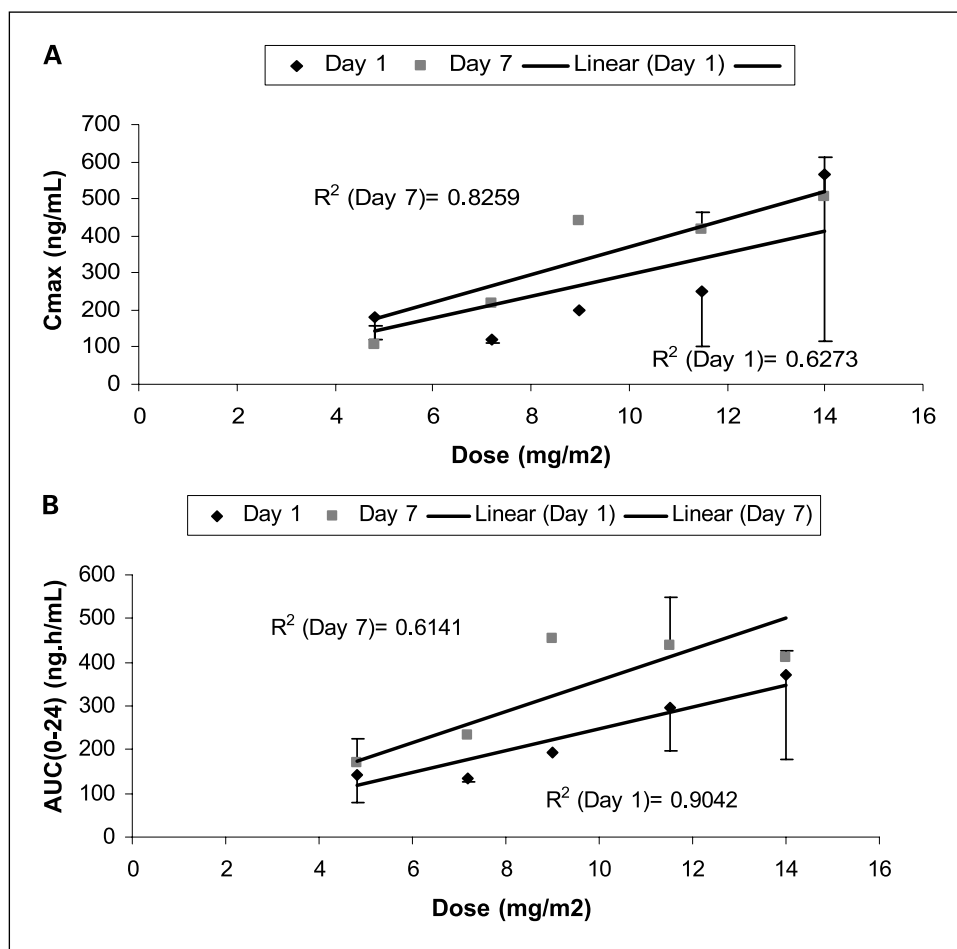 A
Day 1 Day 7 Linear (Day 1)
700
600
500
400
300
200
100
0
Cmax (ng/mL)
R² (Day 7)= 0.8259
R² (Day 1)= 0.6273
0 2 4 6 8 10 12 14 16
Dose (mg/m2)
B
Day 1 Day 7 Linear (Day 1) Linear (Day 7)
600
500
400
300
200
100
0
AUC(0-24) (ng.h/mL)
R² (Day 7)= 0.6141
R² (Day 1)= 0.9042
0 2 4 6 8 10 12 14 16
Dose (mg/m2)